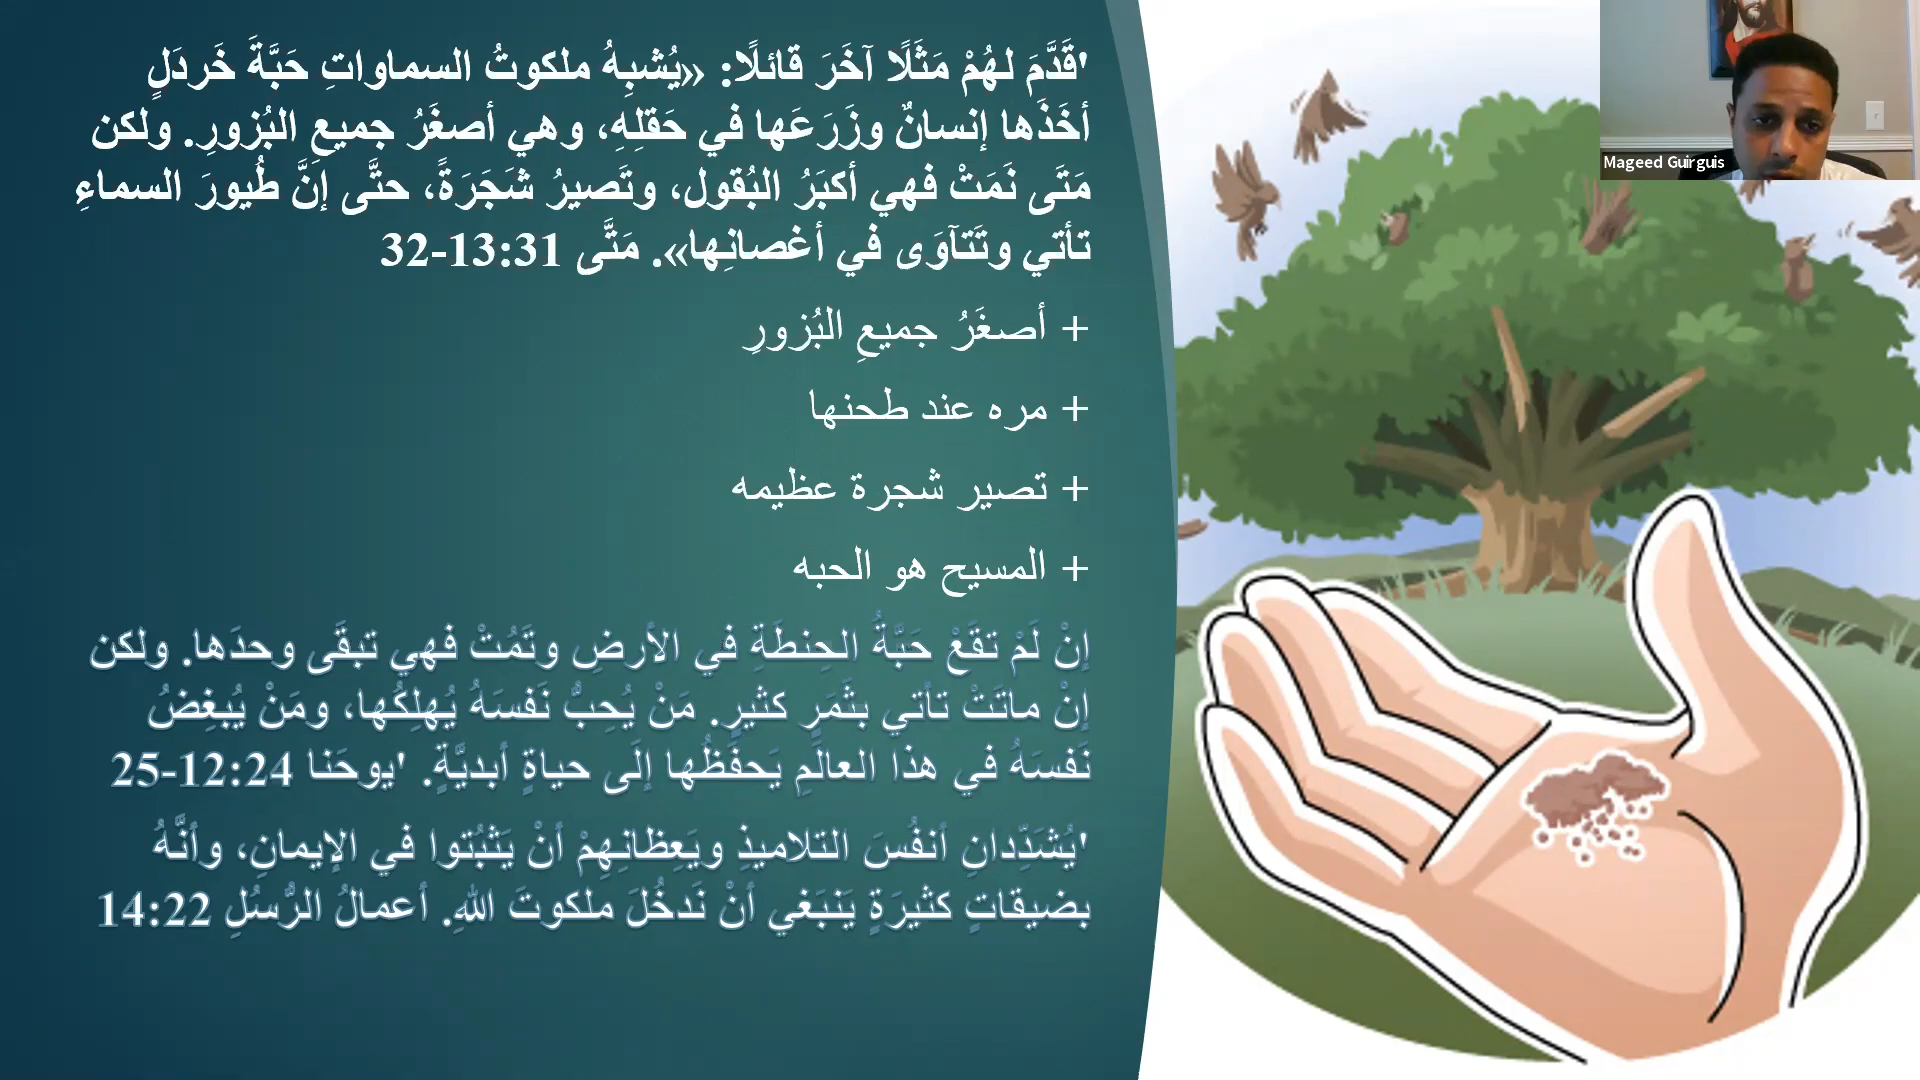 'قَدَّمَ لهُمْ مَثَلًا آخَرَ قائلًا: «يُشبِهُ ملكوتُ السماواتِ حَبَّةَ خَردَلٍ
أخَذَها إنسانٌ وزَرَعَها في حَقلِهِ، وهي أصغَرُ جميعِ البُزورِ. ولكن
مَتَى نَمَتْ فهي أكبَرُ البُقول، وتَصيرُ شَجَرَةً، حتَّى إنَّ طُيورَ السماءِ
تأتي وتَتآوَى في أغصانِها». مَتَّى 13:31-32
+ أصغَرُ جميعِ البُزورِ
+ مره عند طحنها
+ تصير شجرة عظيمه
+ المسيح هو الحبه
إنْ لَمْ تقَعْ حَبَّةُ الحِنطَةِ في الأرضِ وتَمُتْ فهي تبقَى وحدَها. ولكن
إنْ ماتَتْ تأتي بثَمَرٍ كثيرٍ. مَنْ يُحِبُّ نَفسَهُ يُهلِكُها، ومَنْ يُبغِضُ
نَفسَهُ في هذا العالَمِ يَحفَظُها إلَى حياةٍ أبديَّةٍ. 'يوحَنا 12:24-25
'يُشَدِّدانِ أنفُسَ التلاميذِ ويَعِظانِهِمْ أنْ يَثبُتوا في الإيمانِ، وأنَّهُ
بضيقاتٍ كثيرَةٍ يَنبَغي أنْ نَدخُلَ ملكوتَ اللهِ. أعمالُ الرُّسُلِ 14:22
Mageed Guirguis